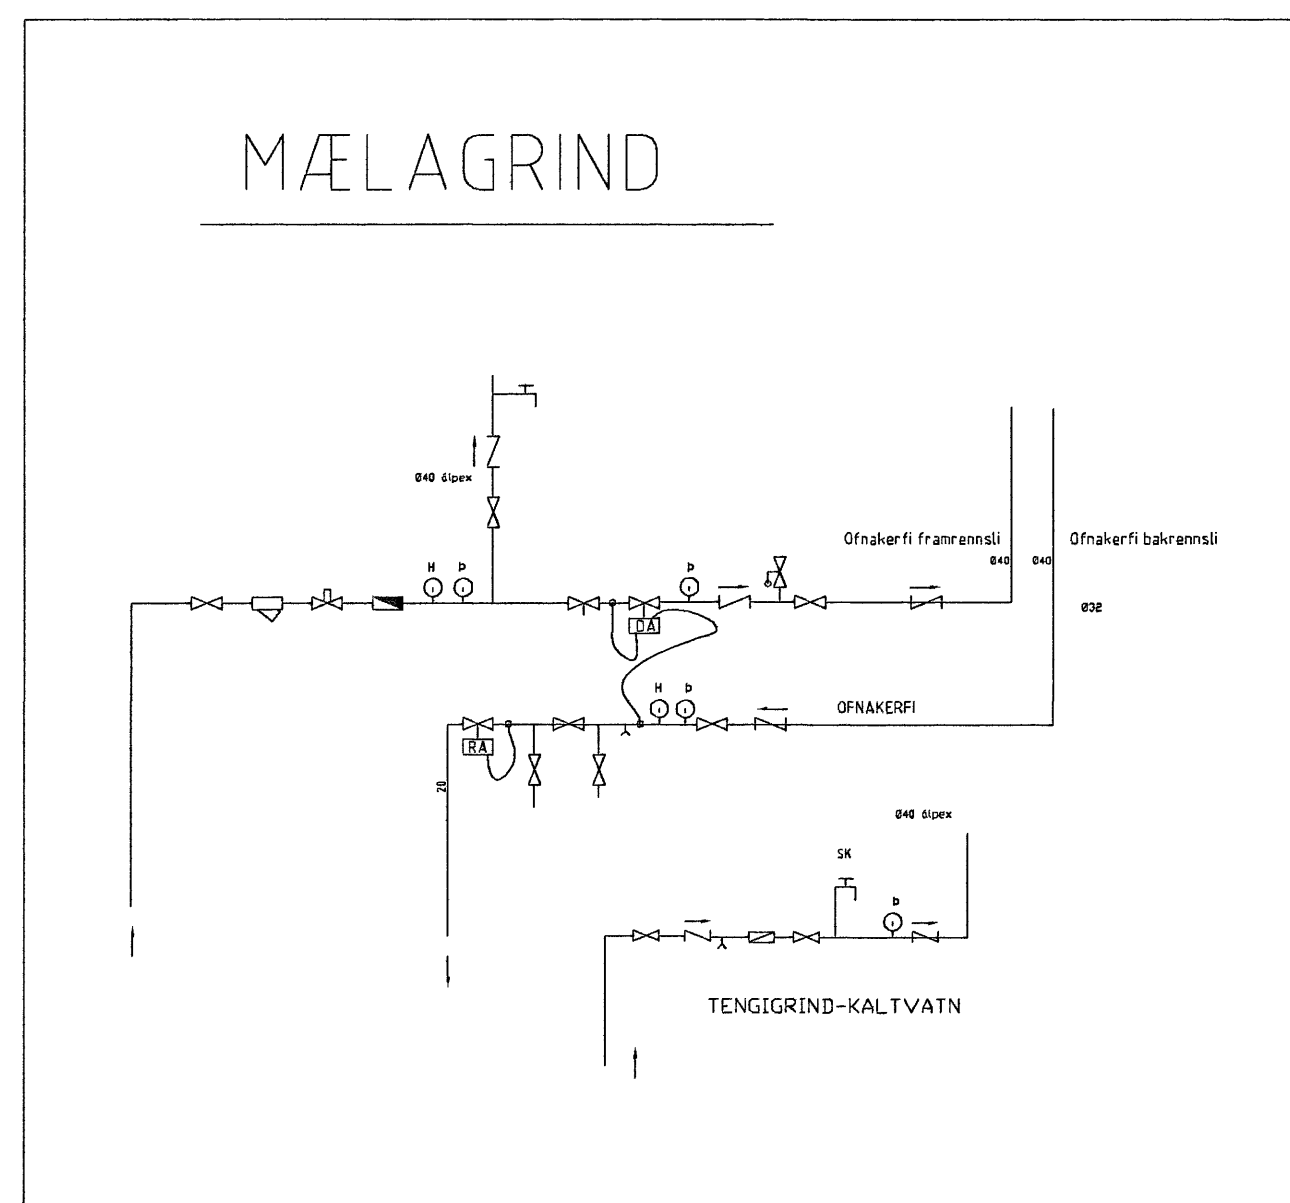 MÆLAGRIND
Ø40 álpex
Ofnakerfi framrennsli
Ofnakerfi bakrennsli
Ø40
Ø40
H
Þ
Þ
Ø32
DA
H
Þ
OFNAKERFI
RA
20
Ø40 álpex
SK
Þ
TENGIGRIND-KALTVATN